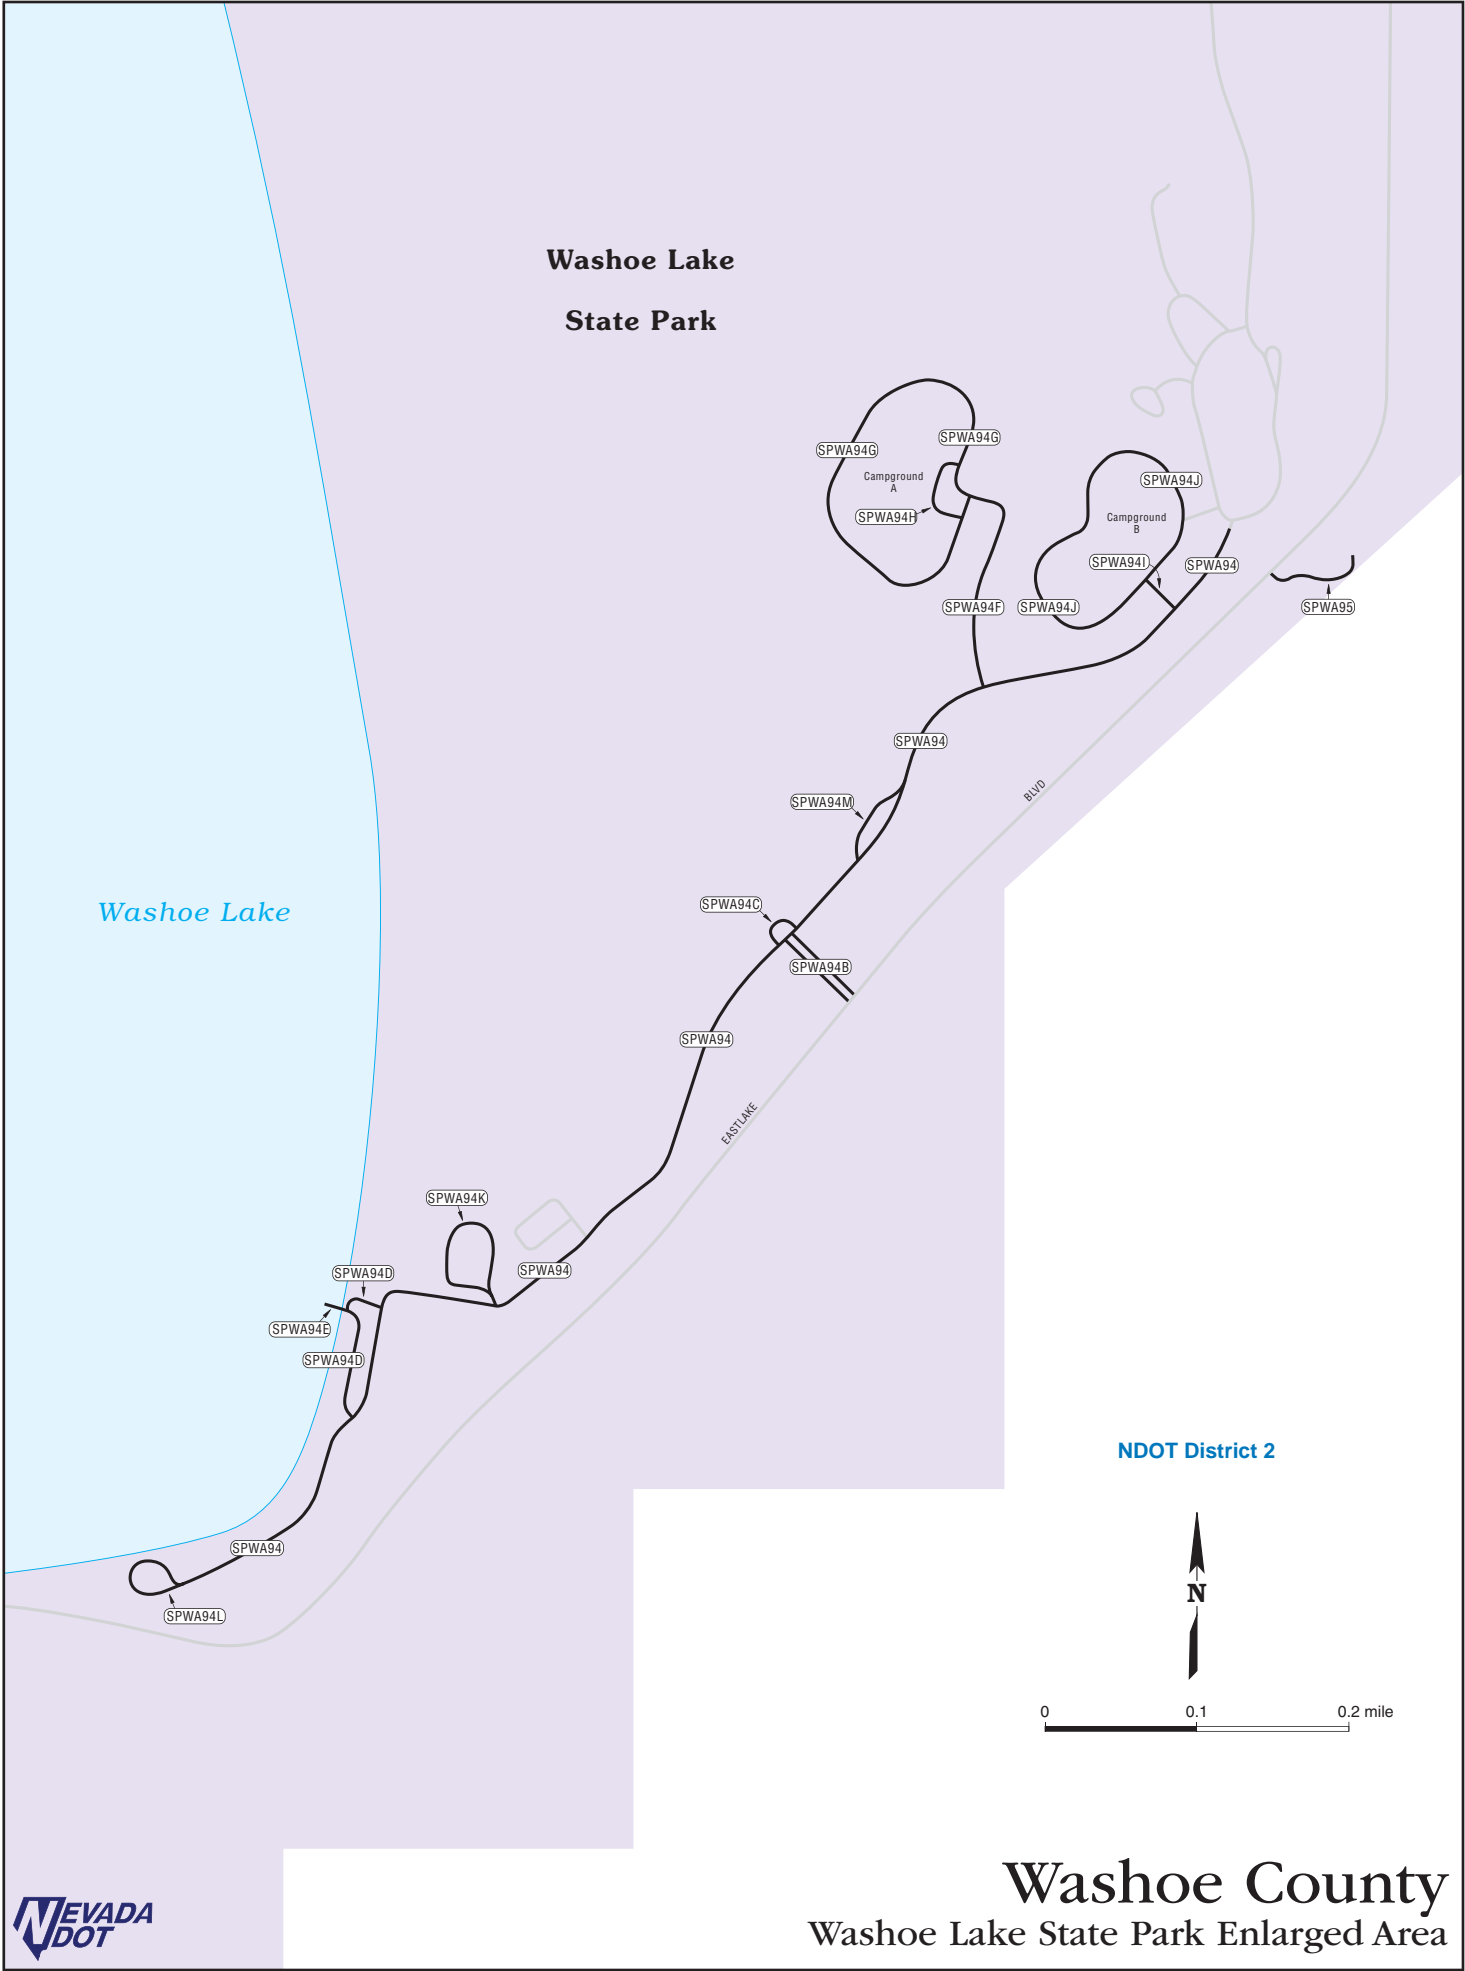 Washoe Lake
State Park
SPWA94G
SPWA94G
Campground
A
SPWA94H
SPWA94J
Campground
B
SPWA94I
SPWA94
SPWA94F
SPWA94J
SPWA95
SPWA94
BLVD
SPWA94M
SPWA94C
Washoe Lake
SPWA94B
SPWA94
EASTLAKE
SPWA94K
SPWA94
SPWA94D
SPWA94E
SPWA94D
NDOT District 2
SPWA94
N
SPWA94L
0 0.1 0.2 mile
Washoe County
Washoe Lake State Park Enlarged Area
NEVADA
DOT